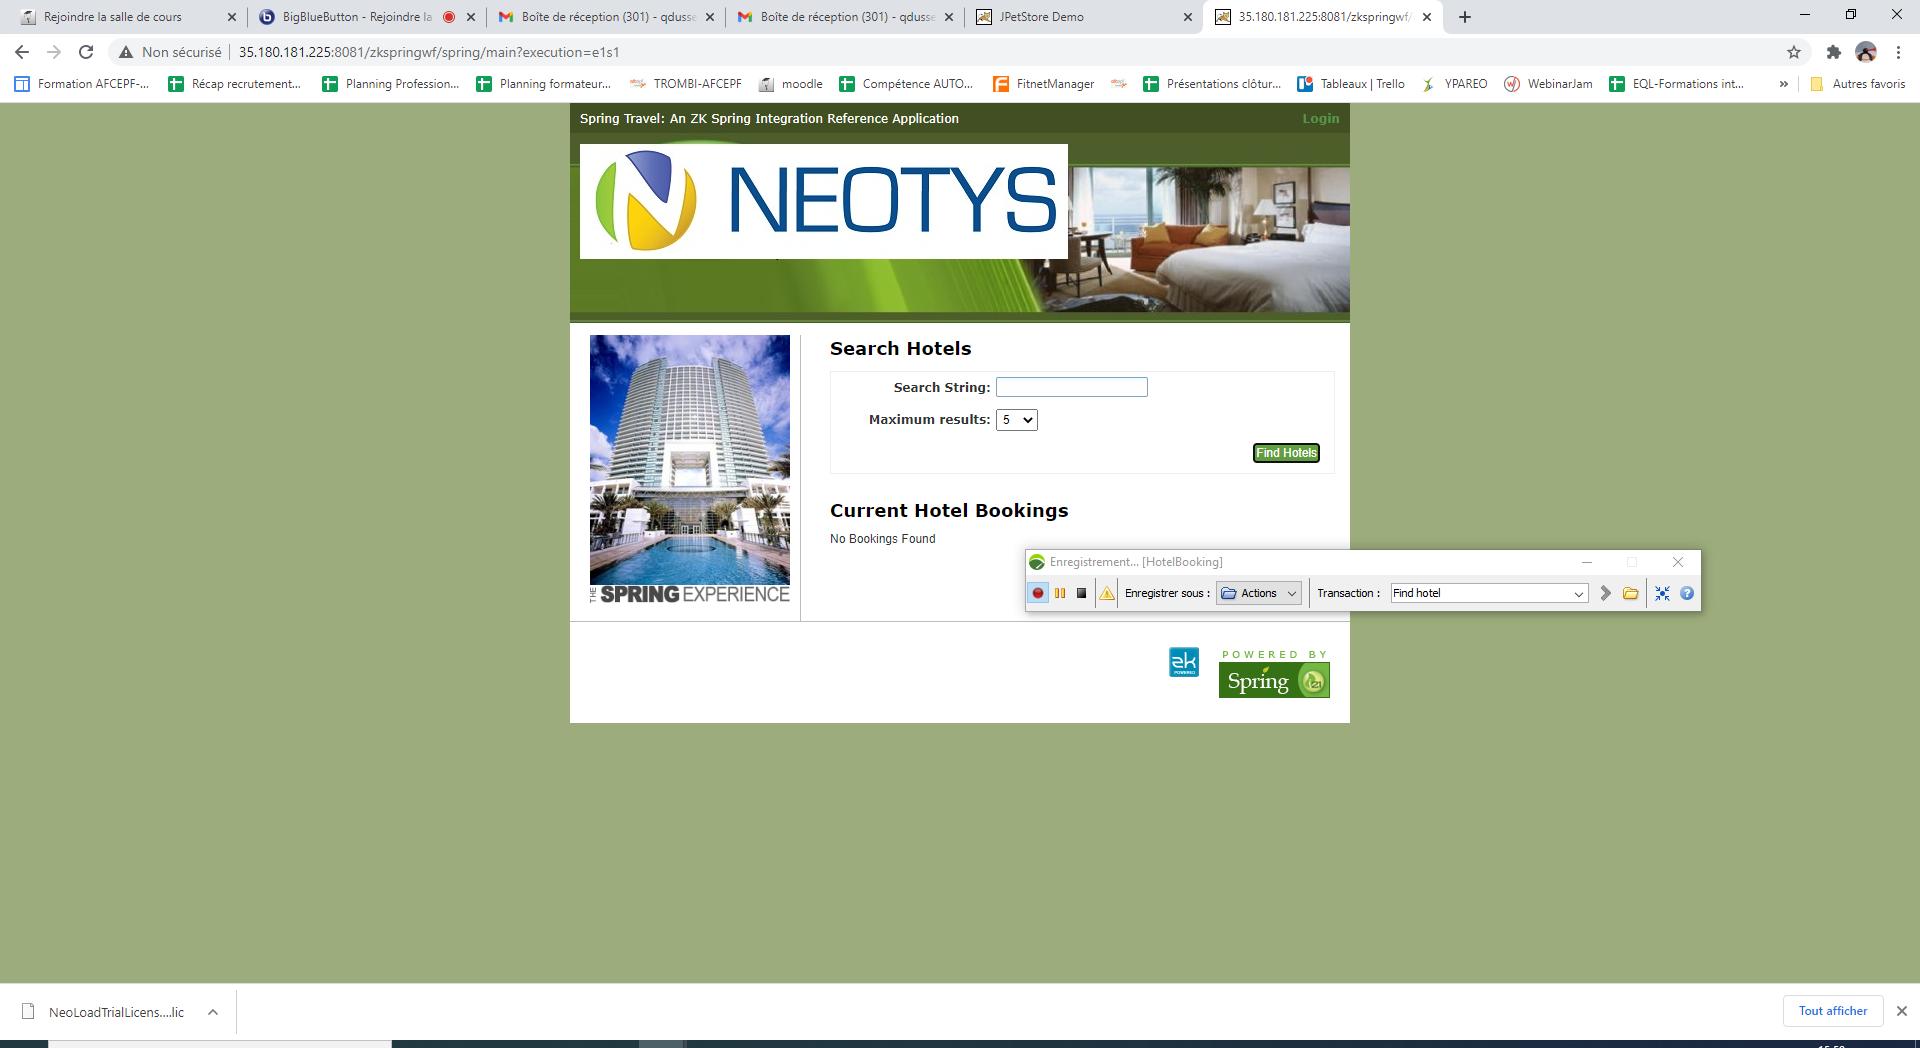 Rejoindre la salle de cours
BigBlueButton - Rejoindre la
Boîte de réception (301) - qdusse
Boîte de réception (301) - qdusse
JPetStore Demo
35.180.181.225:8081/zkspringwf/
Non sécurisé
35.180.181.225:8081/zkspringwf/spring/main?execution=e1s1
Formation AFCEPF-...
Récap recrutement...
Planning Profession...
Planning formateur...
TROMBI-AFCEPF
moodle
Compétence AUTO...
FitnetManager
Présentations clôtur...
Tableaux | Trello
YPAREO
WebinarJam
EQL-Formations int...
»
Autres favoris
Spring Travel: An ZK Spring Integration Reference Application
Login
NEOTYS
Search Hotels
Search String:
Maximum results: 5
Find Hotels
Current Hotel Bookings
No Bookings Found
THE SPRING EXPERIENCE
Enregistrement... [HotelBooking]
Enregistrer sous : Actions
Transaction : Find hotel
zk
POWERED
POWERED BY
Spring
NeoLoadTrialLicens....lic
Tout afficher